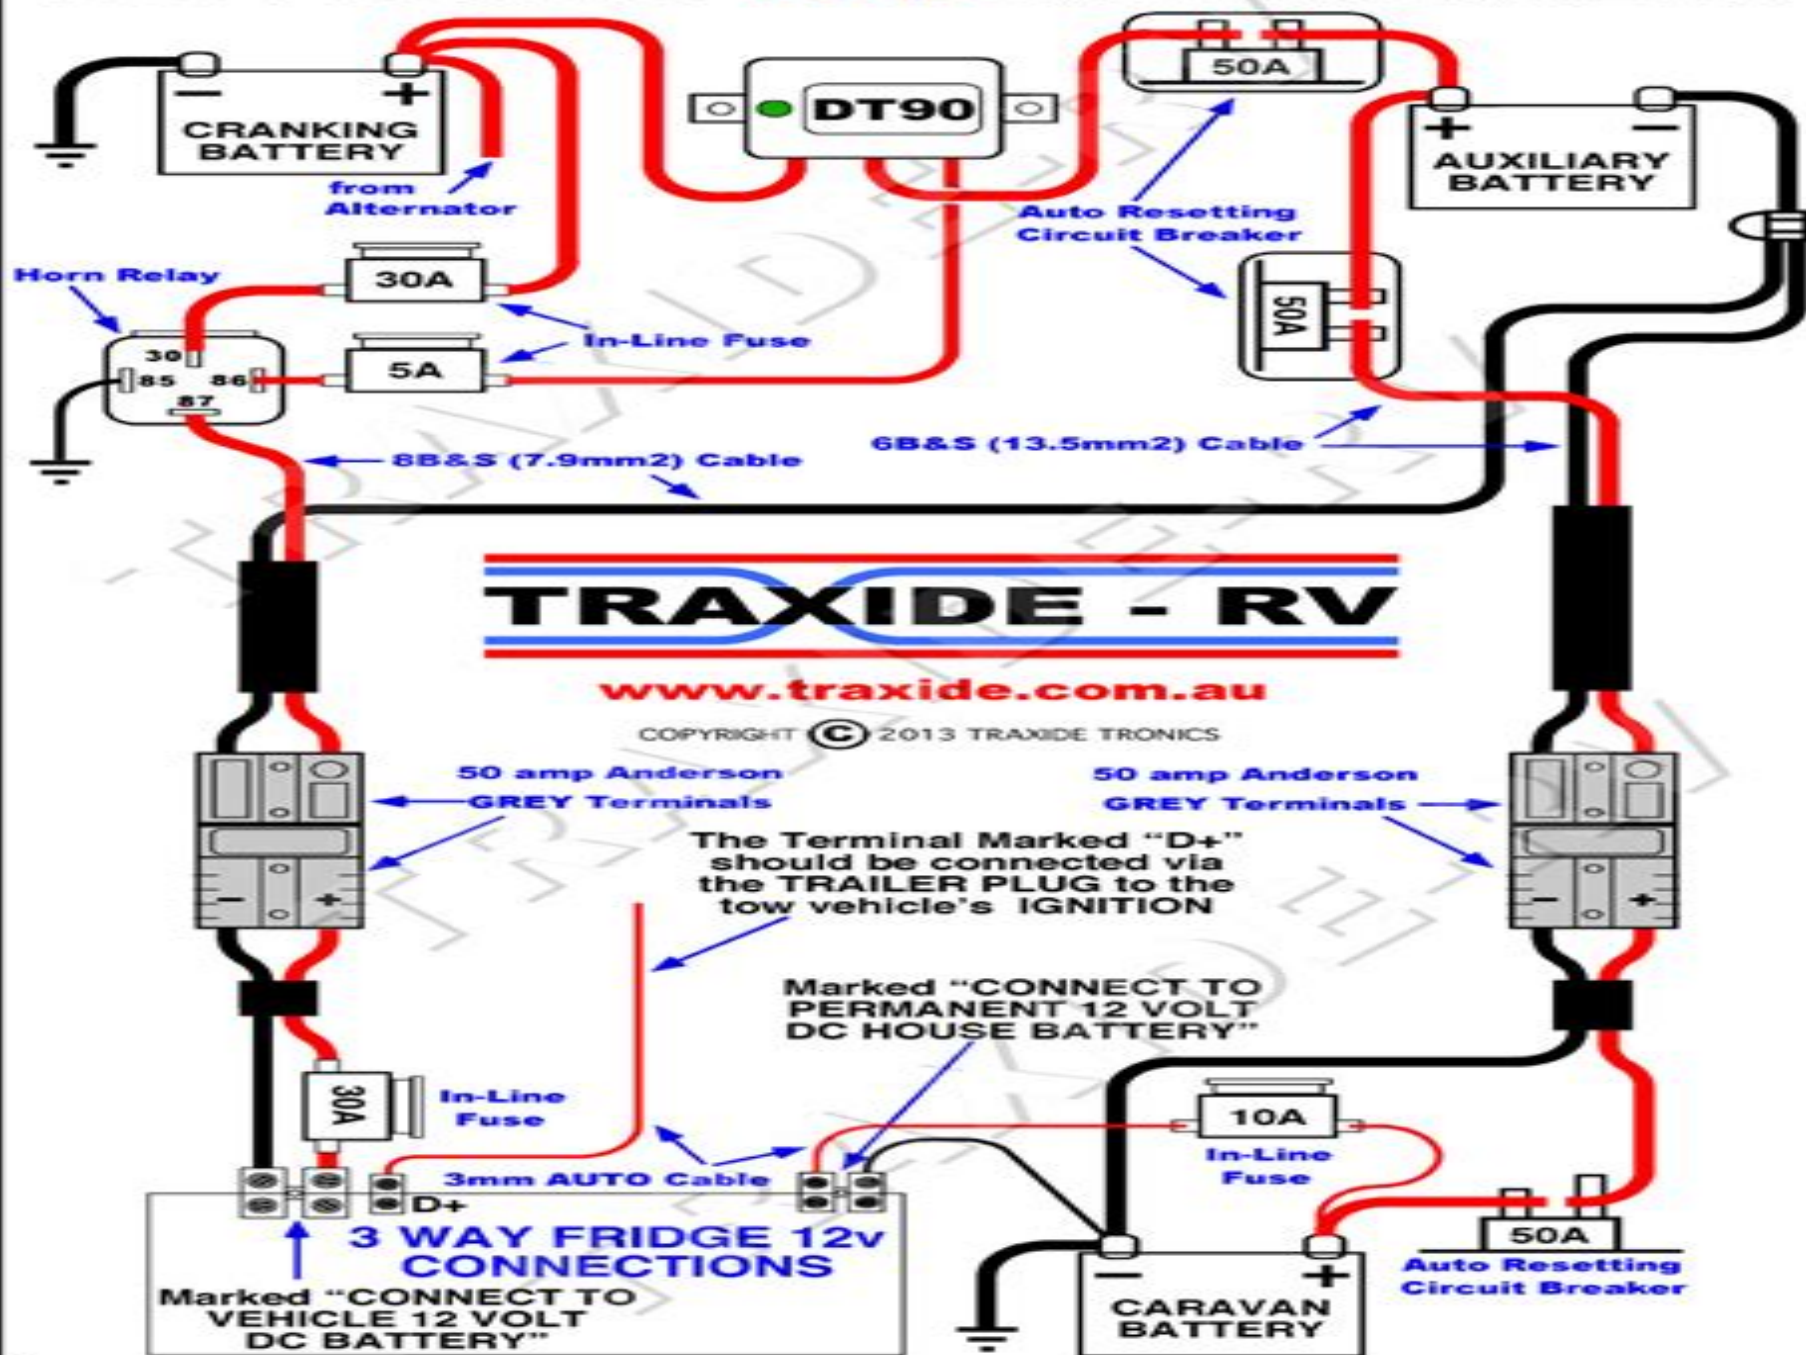 50A
DT90
-
+
CRANKING
BATTERY
+
-
AUXILIARY
BATTERY
from
Alternator
Auto Resetting
Circuit Breaker
Horn Relay
30A
50A
In-Line Fuse
30
85
86
87
5A
6B&S (13.5mm2) Cable
8B&S (7.9mm2) Cable
TRAXIDE - RV
www.traxide.com.au
COPYRIGHT © 2013 TRAXIDE TRONICS
50 amp Anderson
GREY Terminals
50 amp Anderson
GREY Terminals
The Terminal Marked “D+”
should be connected via
the TRAILER PLUG to the
tow vehicle's IGNITION
-
+
-
+
Marked “CONNECT TO
PERMANENT 12 VOLT
DC HOUSE BATTERY”
30A
In-Line
Fuse
10A
In-Line
Fuse
3mm AUTO Cable
D+
3 WAY FRIDGE 12v
CONNECTIONS
Marked “CONNECT TO
VEHICLE 12 VOLT
DC BATTERY”
50A
Auto Resetting
Circuit Breaker
-
+
CARAVAN
BATTERY